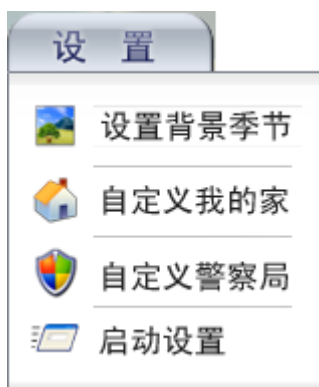 设 置
设置背景季节
自定义我的家
自定义警察局
启动设置